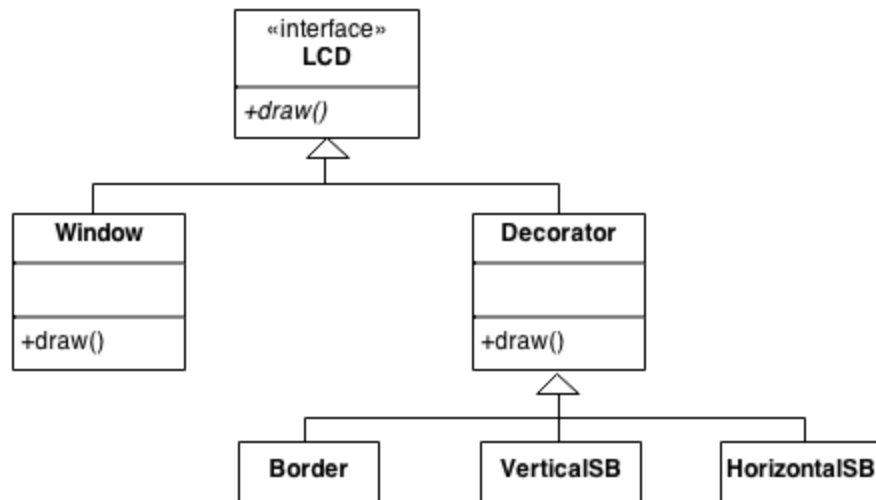 «interface»
LCD
+draw()
Window
Decorator
+draw()
+draw()
Border
VerticalSB
HorizontalSB